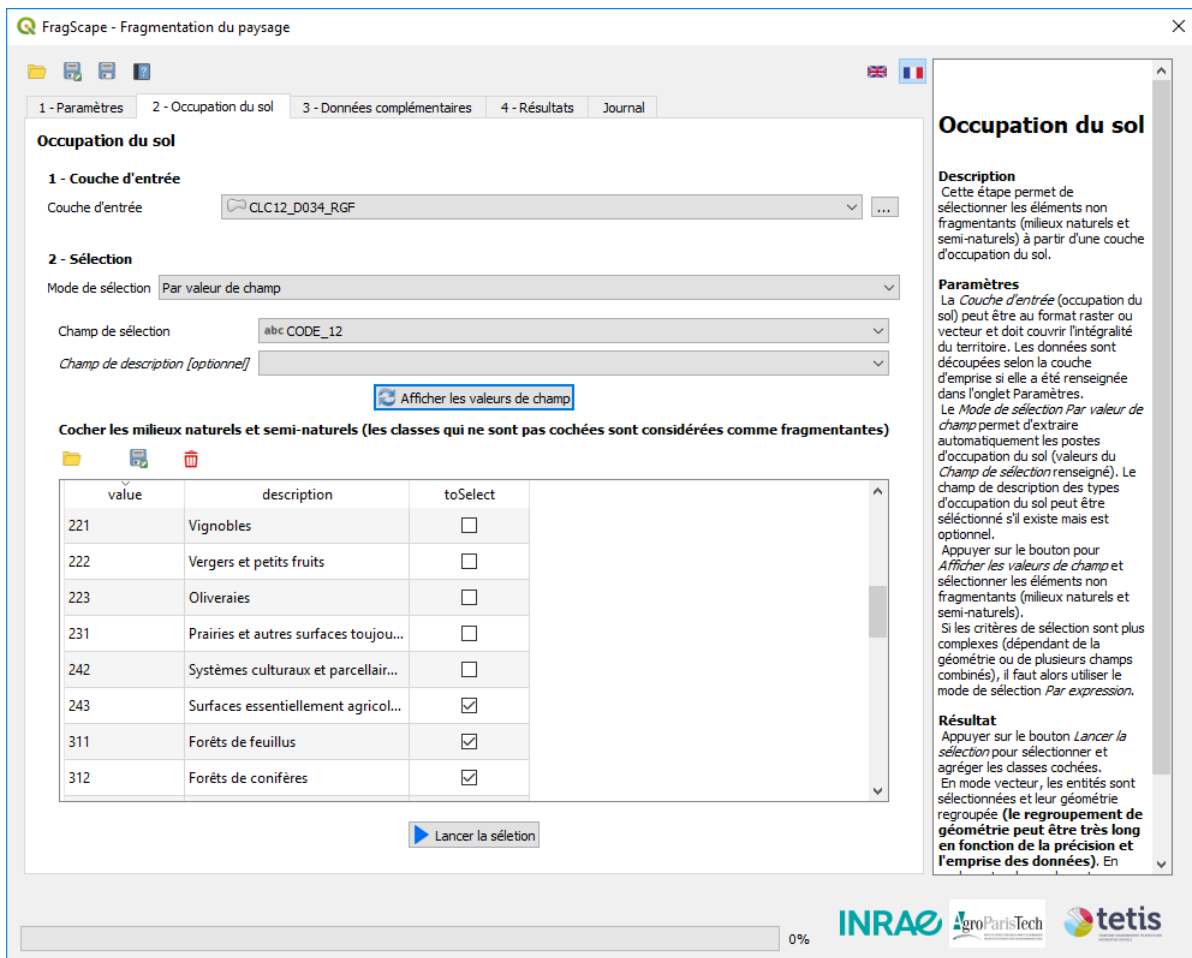 FragScape - Fragmentation du paysage
1 - Paramètres
2 - Occupation du sol
3 - Données complémentaires
4 - Résultats
Journal
Occupation du sol
1 - Couche d'entrée
Couche d'entrée
CLC12_D034_RGF
...
2 - Sélection
Mode de sélection Par valeur de champ
Champ de sélection
abc CODE_12
Champ de description [optionnel]
Afficher les valeurs de champ
Cocher les milieux naturels et semi-naturels (les classes qui ne sont pas cochées sont considérées comme fragmentantes)
value description toSelect
221 Vignobles
222 Vergers et petits fruits
223 Oliveraies
231 Prairies et autres surfaces toujou...
242 Systèmes culturaux et parcellair...
243 Surfaces essentiellement agricol...
311 Forêts de feuillus
312 Forêts de conifères
Lancer la séletion
Occupation du sol
Description
Cette étape permet de
sélectionner les éléments non
fragmentants (milieux naturels et
semi-naturels) à partir d'une couche
d'occupation du sol.
Paramètres
La Couche d'entrée (occupation du
sol) peut être au format raster ou
vecteur et doit couvrir l'intégralité
du territoire. Les données sont
découpées selon la couche
d'emprise si elle a été renseignée
dans l'onglet Paramètres.
Le Mode de sélection Par valeur de
champ permet d'extraire
automatiquement les postes
d'occupation du sol (valeurs du
Champ de sélection renseigné). Le
champ de description des types
d'occupation du sol peut être
séléctionné s'il existe mais est
optionnel.
Appuyer sur le bouton pour
Afficher les valeurs de champ et
sélectionner les éléments non
fragmentants (milieux naturels et
semi-naturels).
Si les critères de sélection sont plus
complexes (dépendant de la
géométrie ou de plusieurs champs
combinés), il faut alors utiliser le
mode de sélection Par expression.
Résultat
Appuyer sur le bouton Lancer la
sélection pour sélectionner et
agréger les classes cochées.
En mode vecteur, les entités sont
sélectionnées et leur géométrie
regroupée (le regroupement de
géométrie peut être très long
en fonction de la précision et
l'emprise des données). En
0%
INRAE
AgroParisTech
tetis